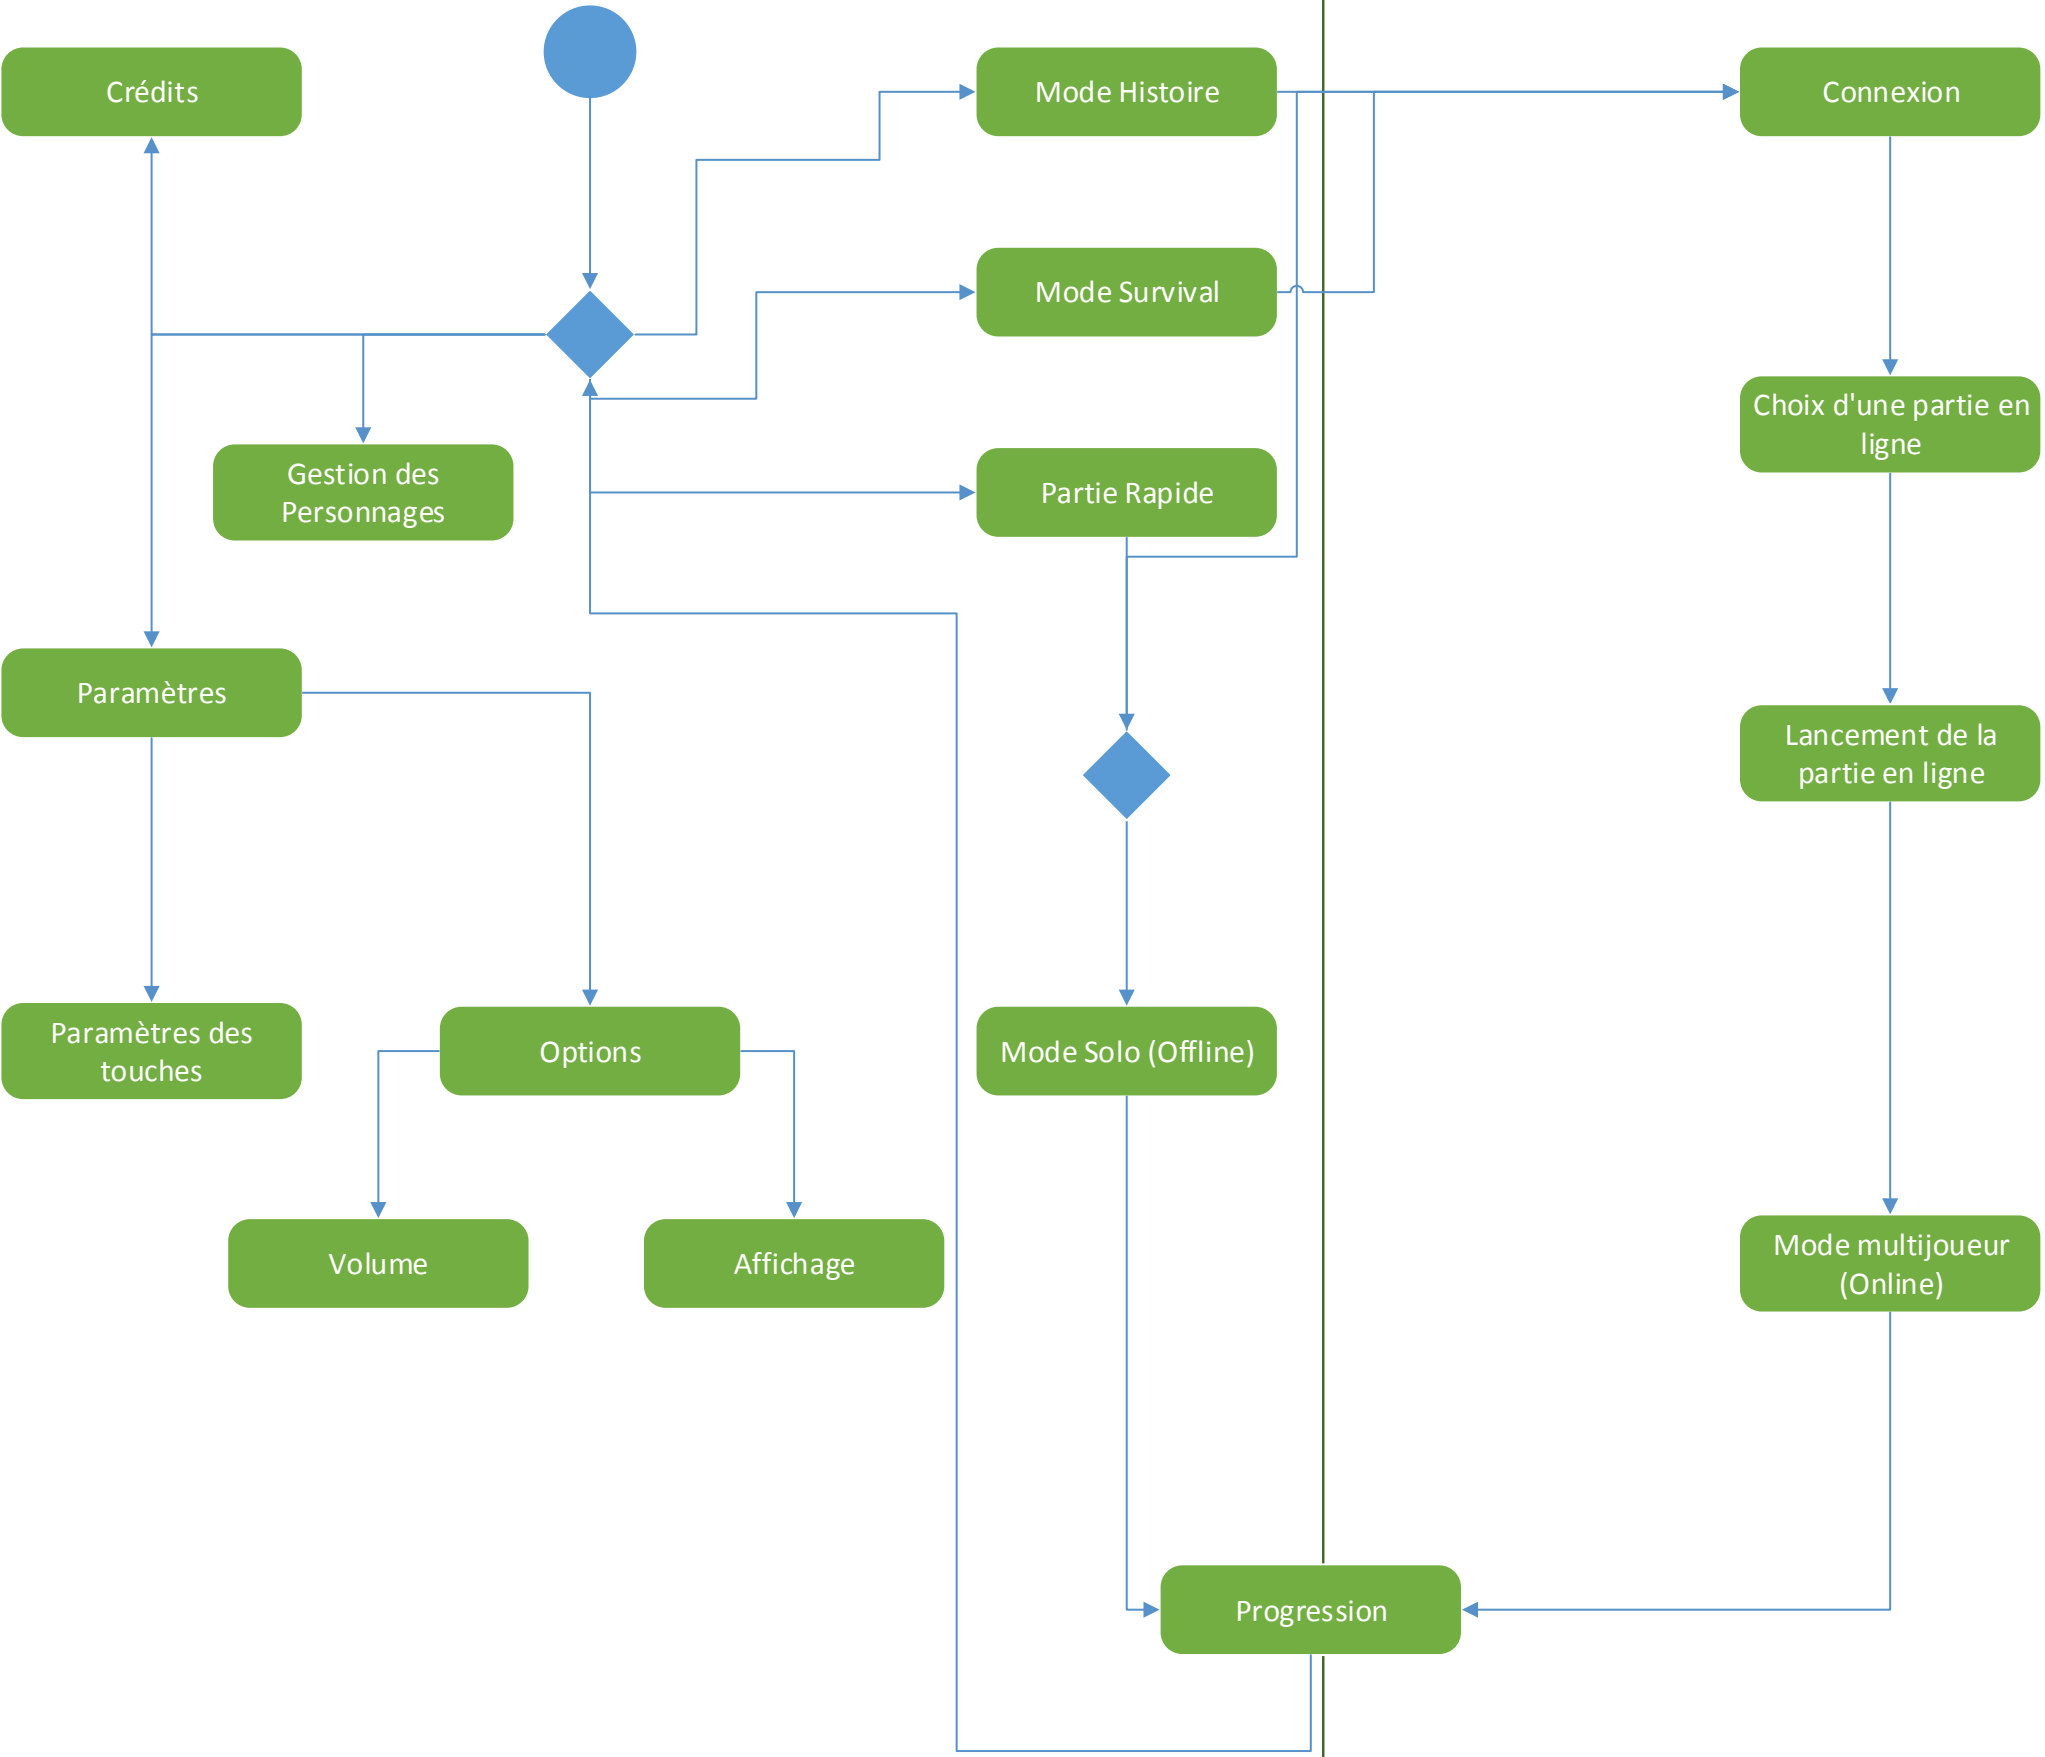 Crédits
Mode Histoire
Connexion
Mode Survival
Choix d'une partie en
ligne
Gestion des
Personnages
Partie Rapide
Paramètres
Lancement de la
partie en ligne
Paramètres des
touches
Options
Mode Solo (Offline)
Volume
Affichage
Mode multijoueur
(Online)
Progression